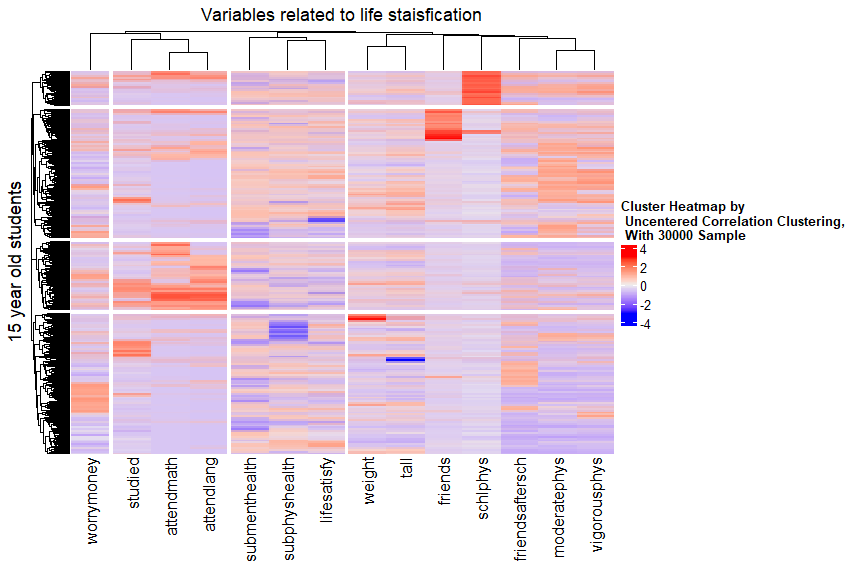 Variables related to life staisfication
15 year old students
Cluster Heatmap by
Uncentered Correlation Clustering,
With 30000 Sample
4
2
0
-2
-4
worrymoney
studied
attendmath
attendlang
submenthealth
subphyshealth
lifesatisfy
weight
tall
friends
schlphys
friendsaftersch
moderatephys
vigorousphys